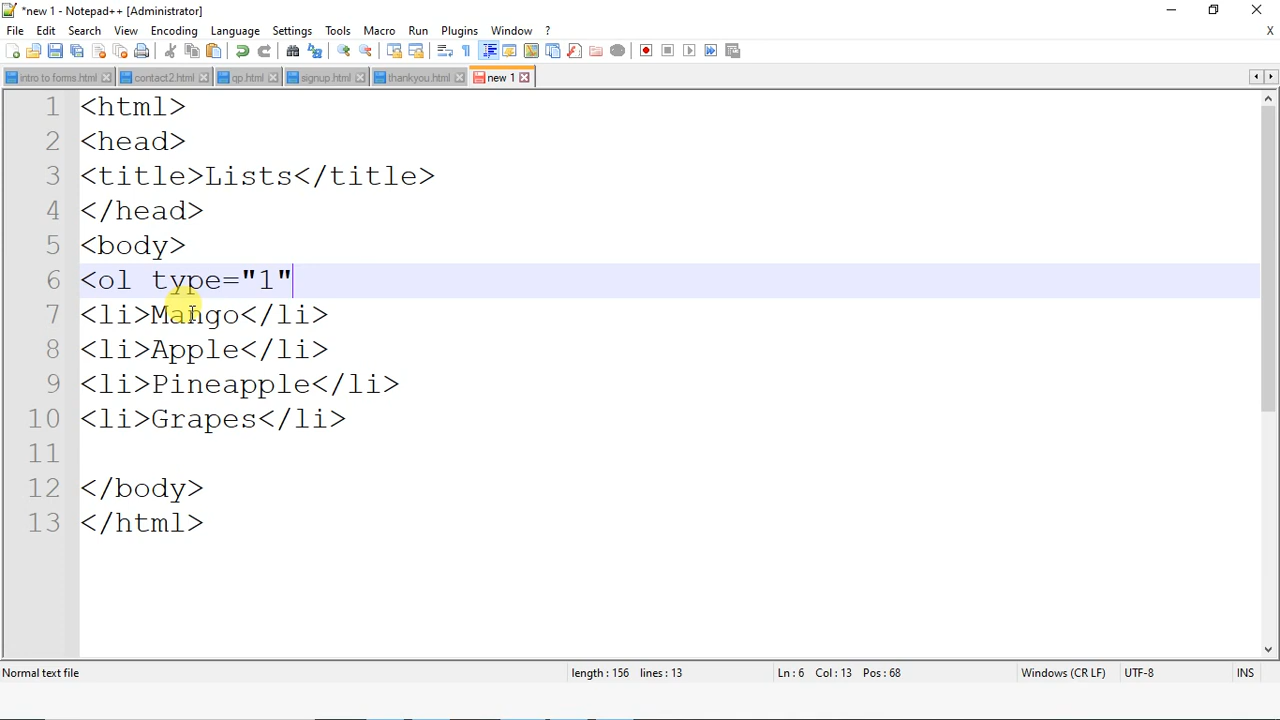 *new 1 - Notepad++ [Administrator]
File Edit Search View Encoding Language Settings Tools Macro Run Plugins Window ? X
intro to forms.html contact2.html qp.html signup.html thankyou.html new 1
1 <html>
2 <head>
3 <title>Lists</title>
4 </head>
5 <body>
6 <ol type="1"
7 <li>Mango</li>
8 <li>Apple</li>
9 <li>Pineapple</li>
10 <li>Grapes</li>
11
12 </body>
13 </html>
Normal text file length : 156 lines : 13 Ln : 6 Col : 13 Pos : 68 Windows (CR LF) UTF-8 INS